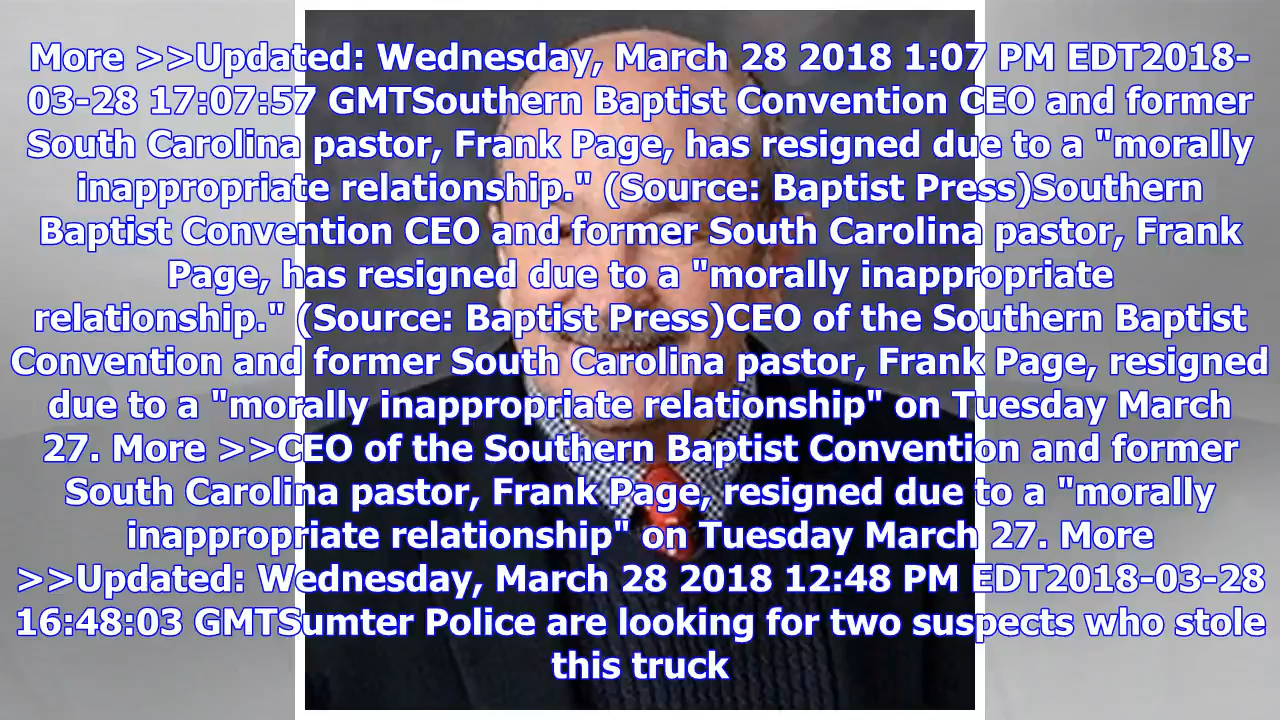 More >>Updated: Wednesday, March 28 2018 1:07 PM EDT2018-
03-28 17:07:57 GMTSouthern Baptist Convention CEO and former
South Carolina pastor, Frank Page, has resigned due to a "morally
inappropriate relationship." (Source: Baptist Press)Southern
Baptist Convention CEO and former South Carolina pastor, Frank
Page, has resigned due to a "morally inappropriate
relationship." (Source: Baptist Press)CEO of the Southern Baptist
Convention and former South Carolina pastor, Frank Page, resigned
due to a "morally inappropriate relationship" on Tuesday March
27. More >>CEO of the Southern Baptist Convention and former
South Carolina pastor, Frank Page, resigned due to a "morally
inappropriate relationship" on Tuesday March 27. More
>>Updated: Wednesday, March 28 2018 12:48 PM EDT2018-03-28
16:48:03 GMTSumter Police are looking for two suspects who stole
this truck